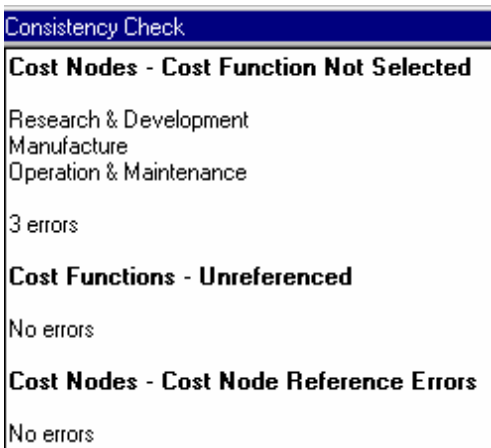 Consistency Check
Cost Nodes - Cost Function Not Selected
Research & Development
Manufacture
Operation & Maintenance
3 errors
Cost Functions - Unreferenced
No errors
Cost Nodes - Cost Node Reference Errors
No errors